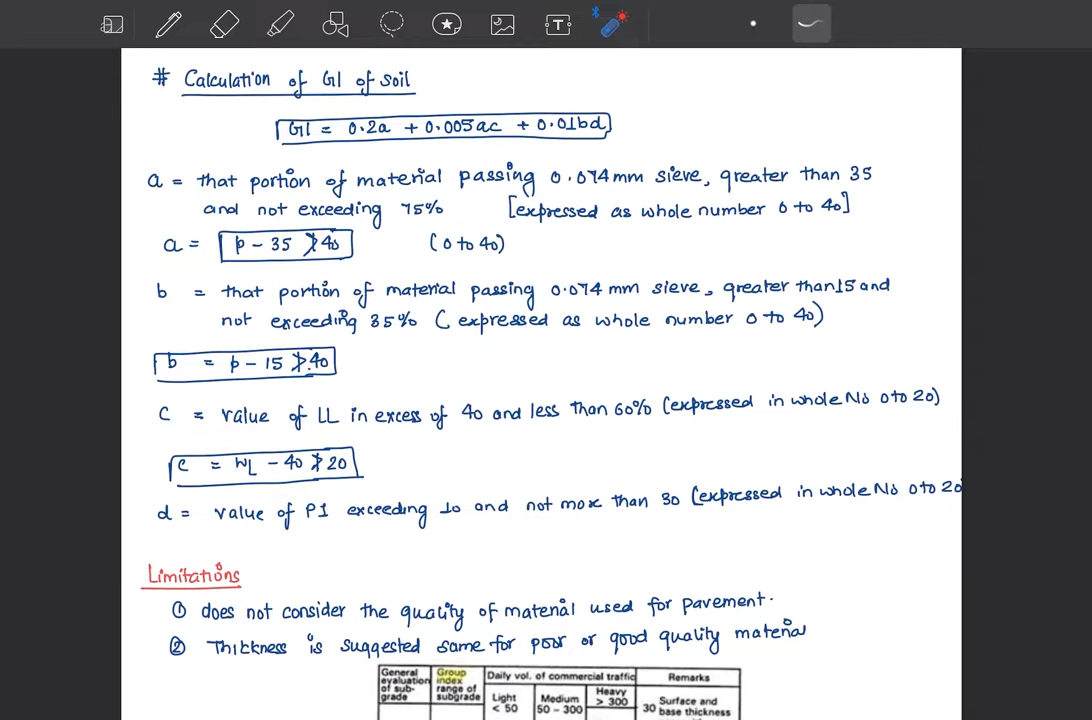 # Calculation of GI of soil
GI = 0.2a + 0.005ac + 0.01bd
a = that portion of material passing 0.074mm sieve, greater than 35
and not exceeding 75% [expressed as whole number 0 to 40]
a = p - 35 ≯ 40 (0 to 40)
b = that portion of material passing 0.074 mm sieve, greater than 15 and
not exceeding 35% ( expressed as whole number 0 to 40)
b = p - 15 ≯ 40
c = value of LL in excess of 40 and less than 60% (expressed in whole No 0 to 20)
c = WL - 40 ≯ 20
d = value of PI exceeding 10 and not more than 30 (expressed in whole No 0 to 20
Limitations
① does not consider the quality of material used for pavement.
② Thickness is suggested same for poor or good quality material
General evaluation of sub-grade
Group index range of subgrade
Daily vol. of commercial traffic
Remarks
Light < 50
Medium 50 - 300
Heavy > 300
30 Surface and base thickness